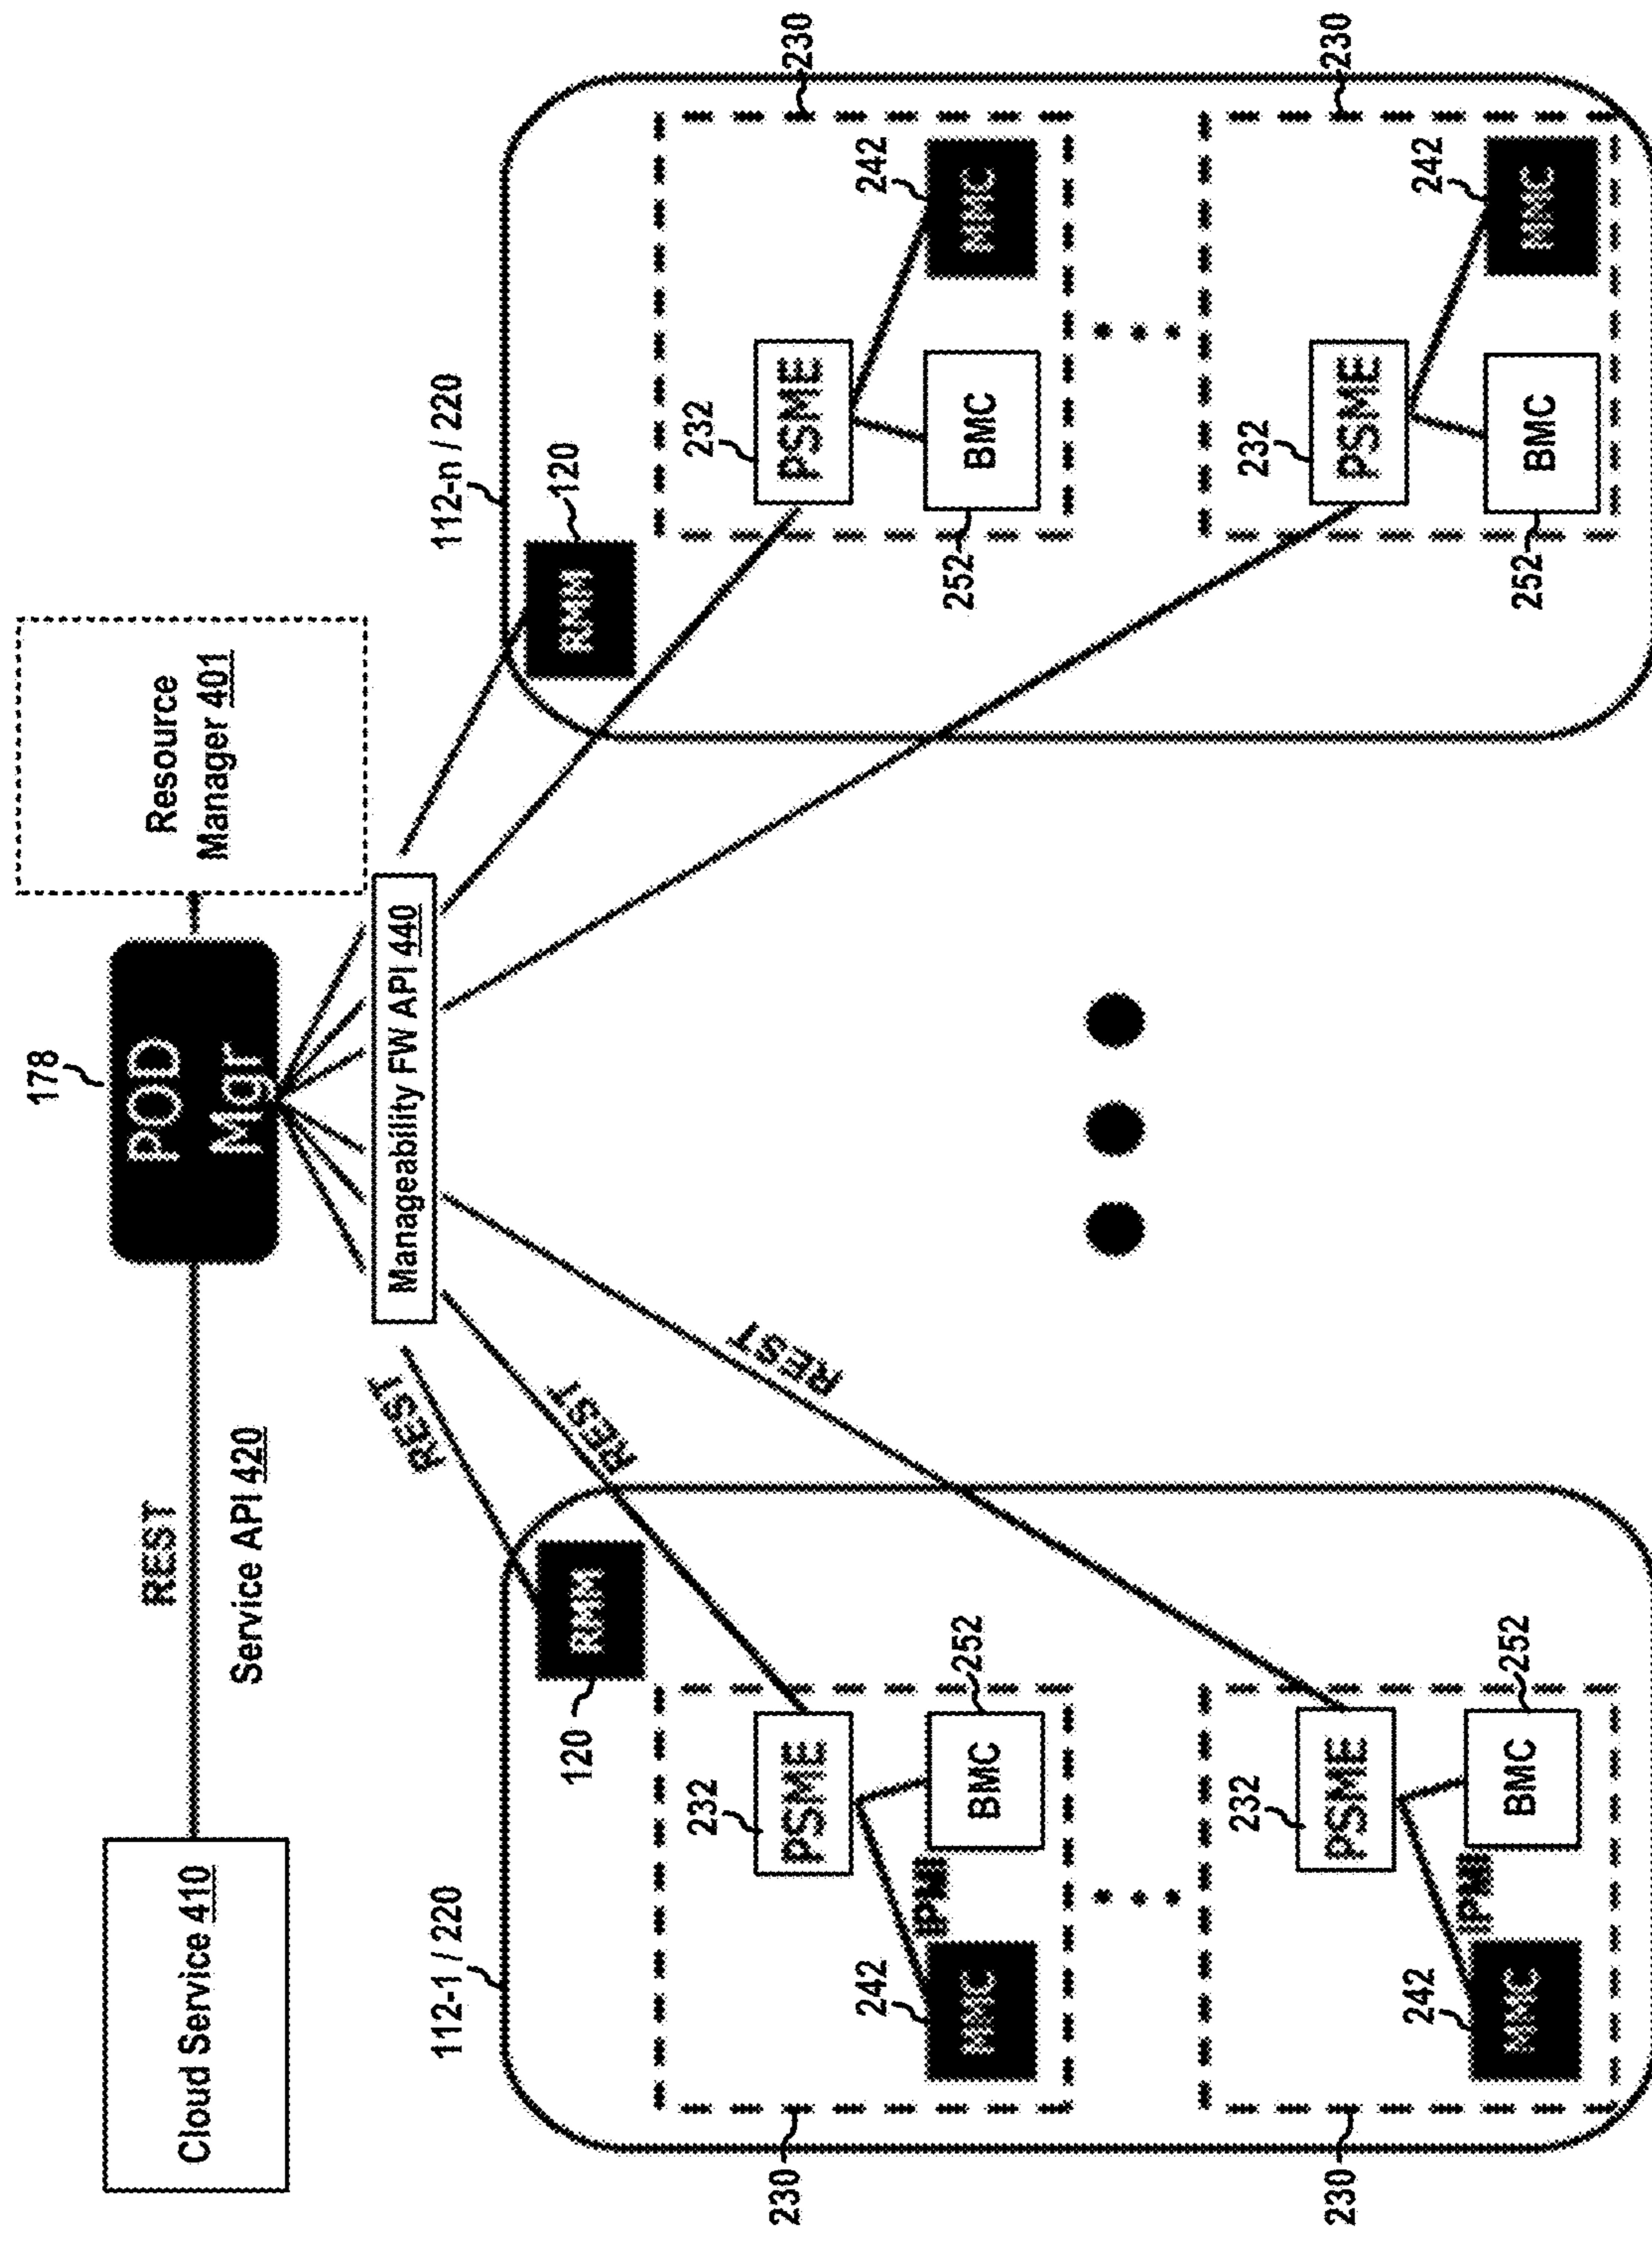 178
Cloud Service 410
REST
Service API 420
POD
Mgr
Resource
Manager 401
Manageability FW API 440
REST
REST
REST
112-1 / 220
RMM
120
230
232
PSME
242
MMC
IPMI
BMC
252
230
232
PSME
242
MMC
IPMI
BMC
252
112-n / 220
RMM
120
232
PSME
230
252
BMC
242
MMC
232
PSME
230
252
BMC
242
MMC